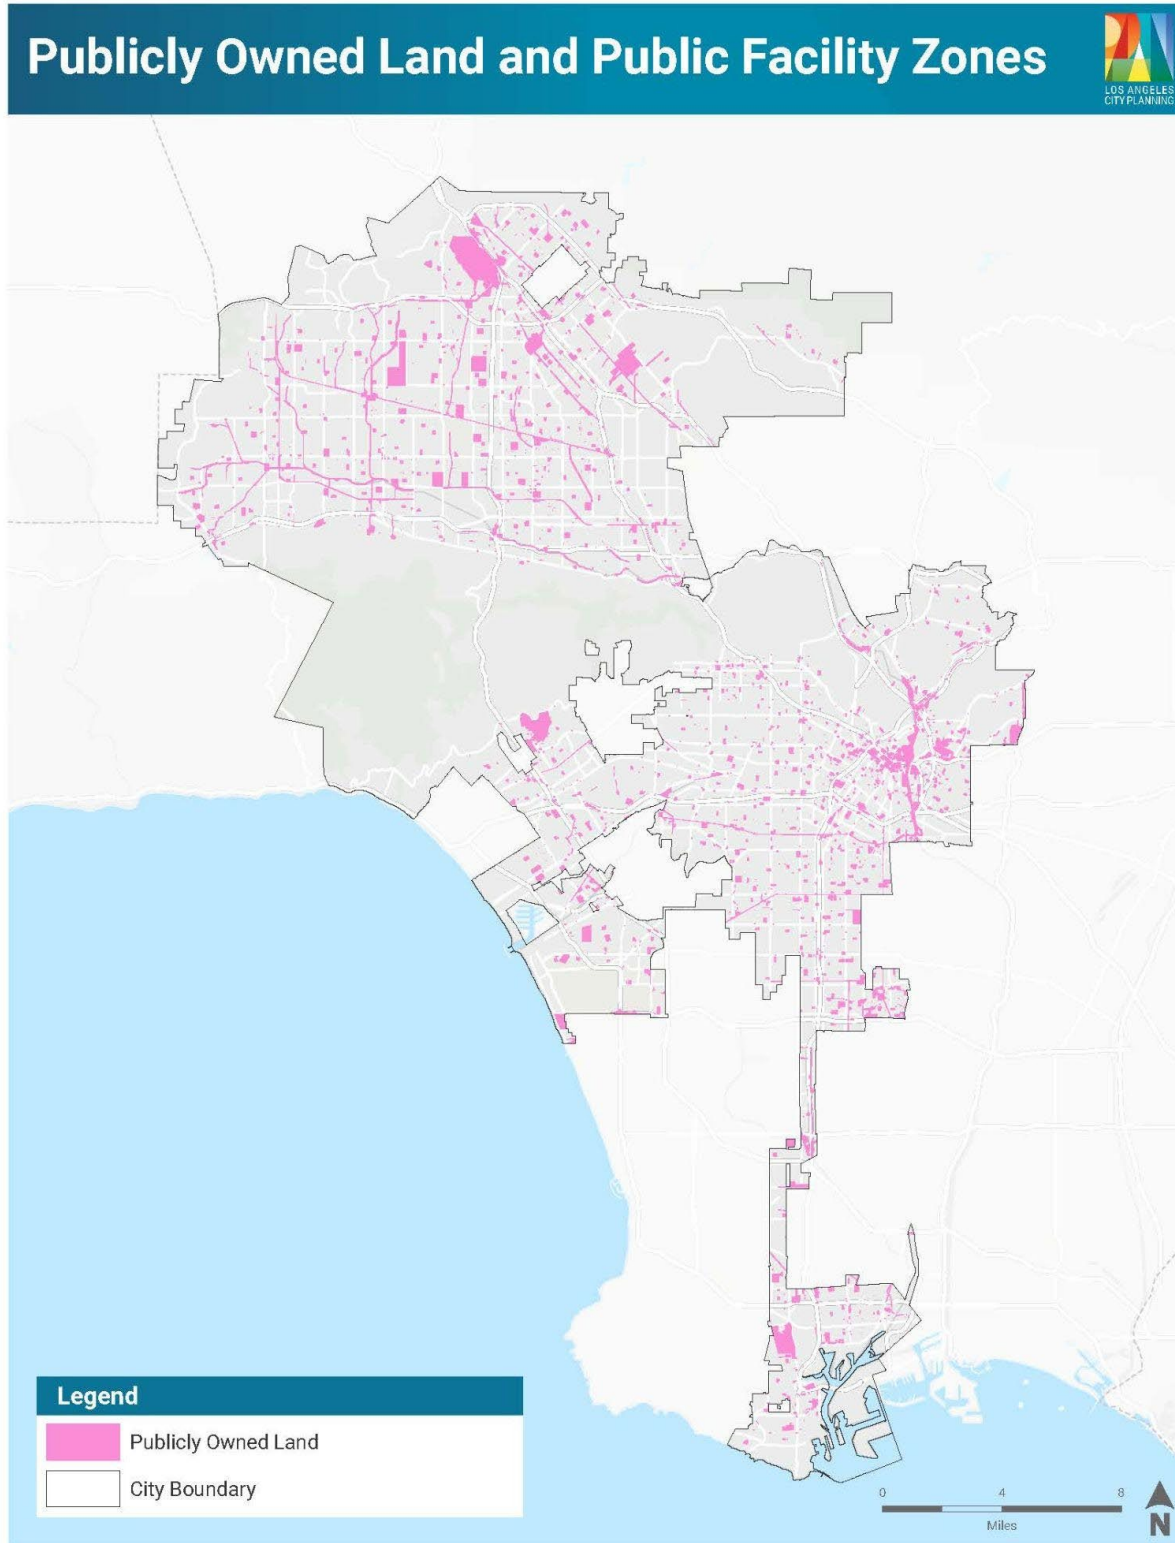 Publicly Owned Land and Public Facility Zones
PLAN
LOS ANGELES
CITY PLANNING
Legend
Publicly Owned Land
City Boundary
0 4 8
Miles
N